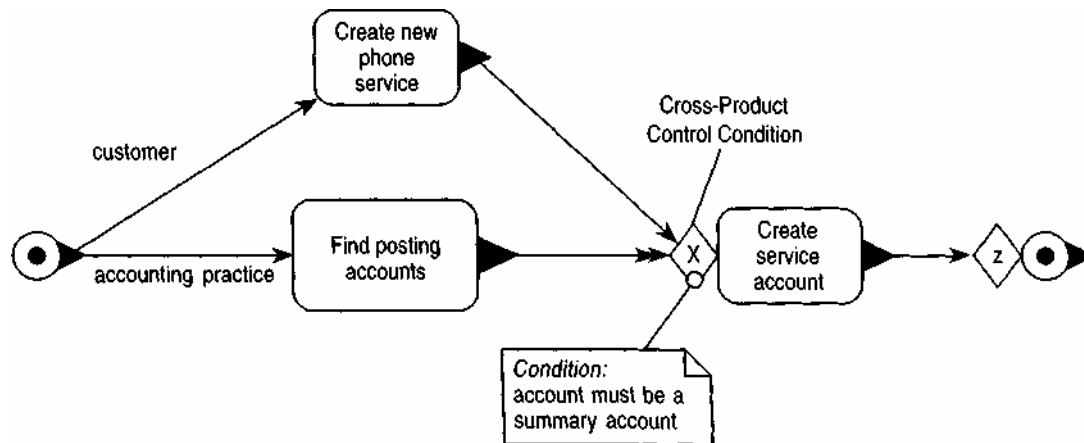 Create new
phone
service
Cross-Product
Control Condition
customer
Find posting
accounts
X
Create
service
account
z
accounting practice
Condition:
account must be a
summary account